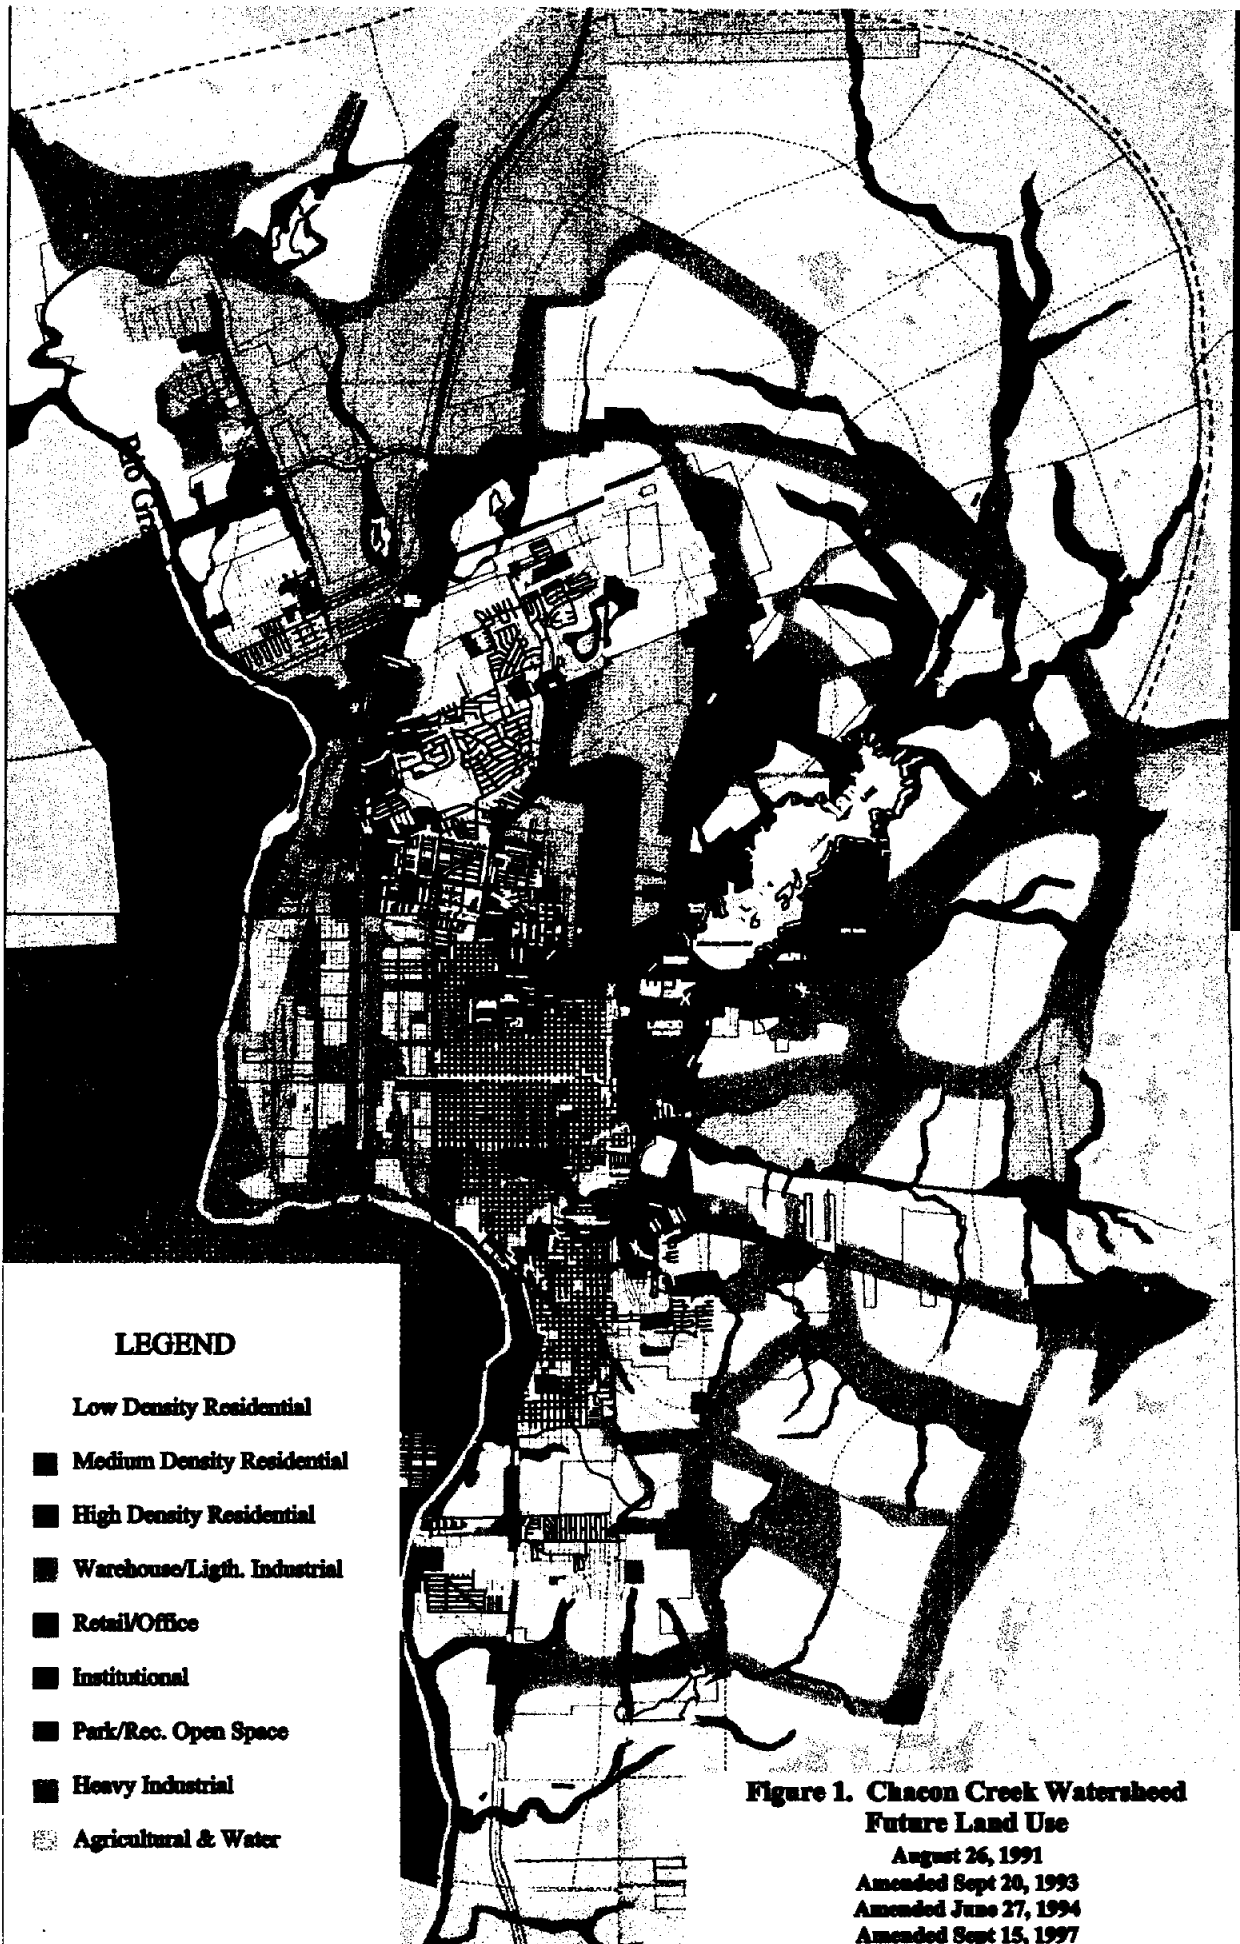 Rio Gra
LEGEND
Low Density Residential
Medium Density Residential
High Density Residential
Warehouse/Ligth. Industrial
Retail/Office
Institutional
Park/Rec. Open Space
Heavy Industrial
Agricultural & Water
Figure 1. Chacon Creek Watersheed
Future Land Use
August 26, 1991
Amended Sept 20, 1993
Amended June 27, 1994
Amended Sept 15, 1997